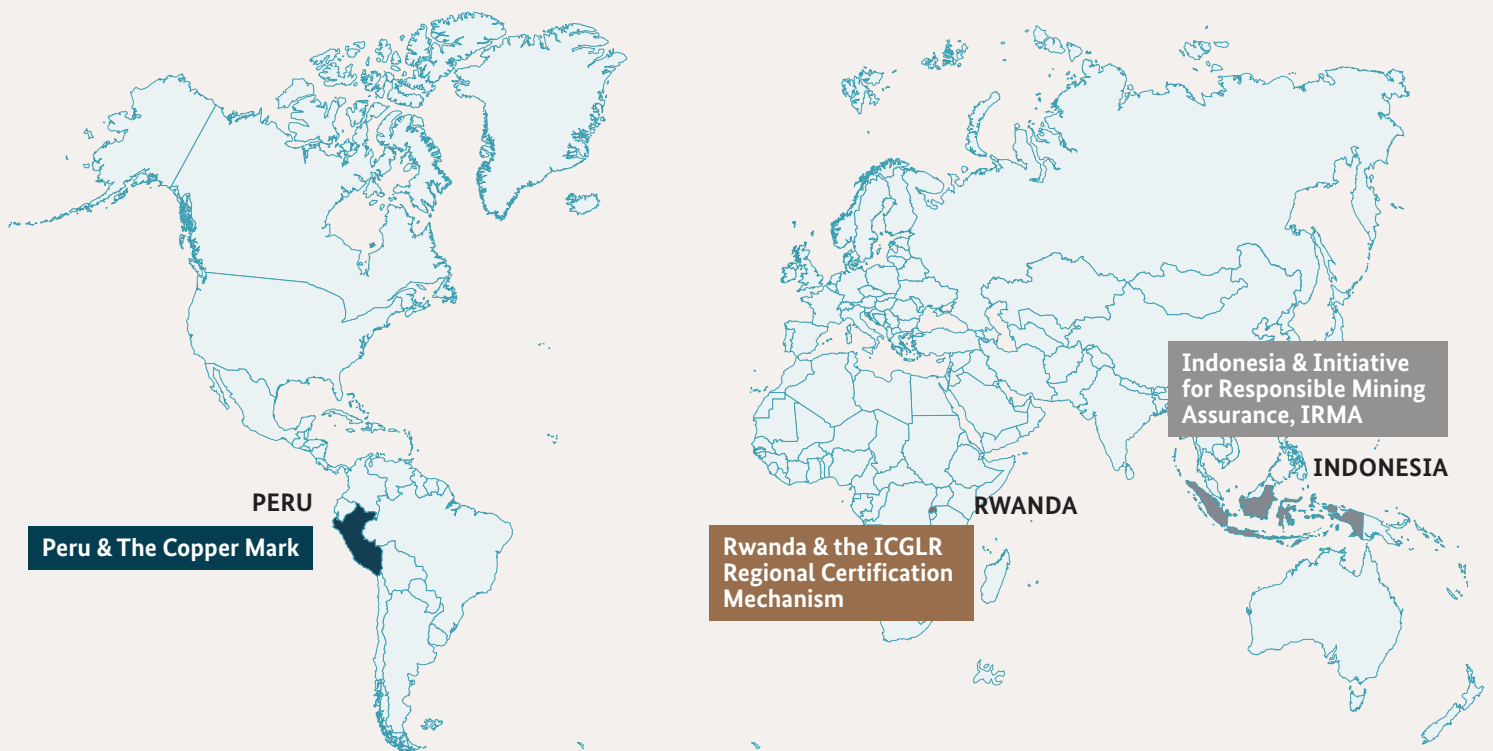 PERU
Peru & The Copper Mark
RWANDA
Rwanda & the ICGLR
Regional Certification
Mechanism
Indonesia & Initiative
for Responsible Mining
Assurance, IRMA
INDONESIA